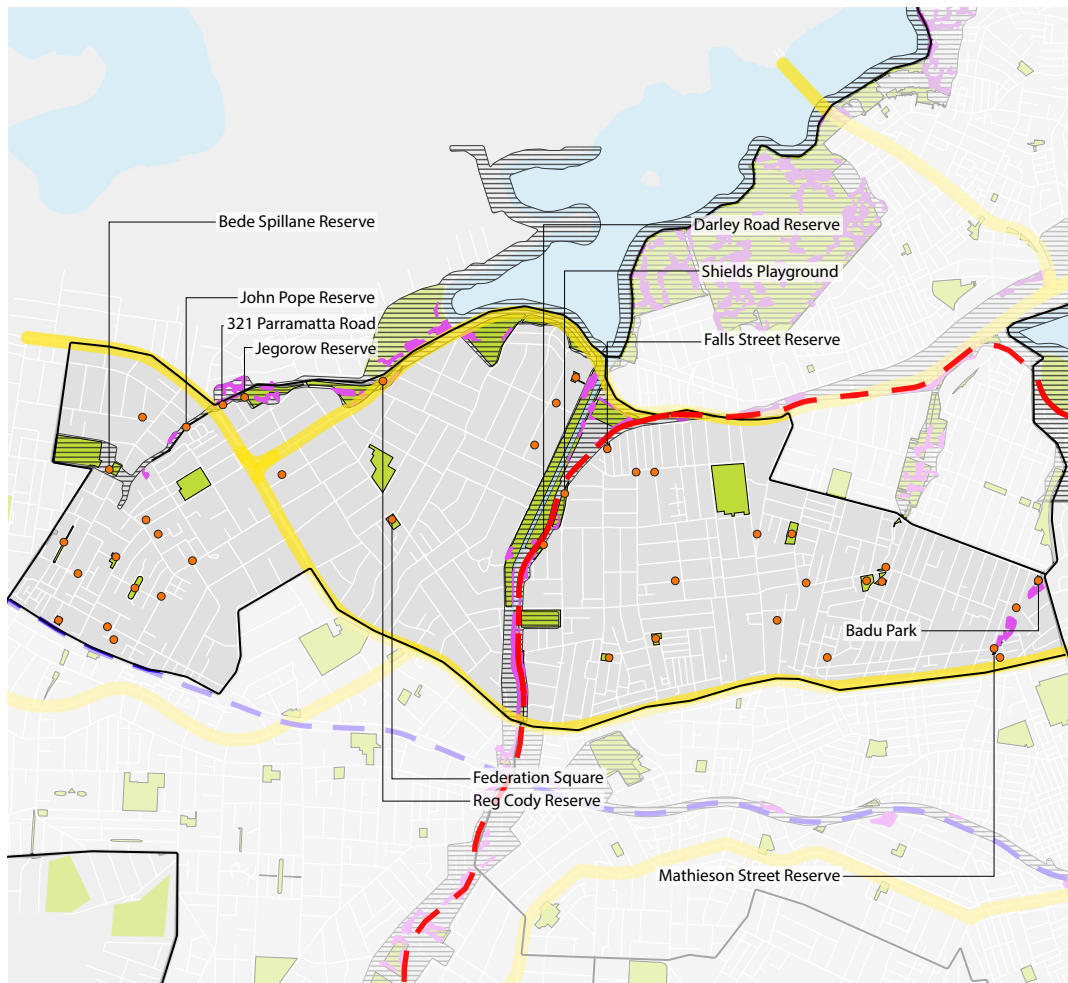 Bede Spillane Reserve
Darley Road Reserve
Shields Playground
John Pope Reserve
321 Parramatta Road
Falls Street Reserve
Jegorow Reserve
Badu Park
Federation Square
Reg Cody Reserve
Mathieson Street Reserve